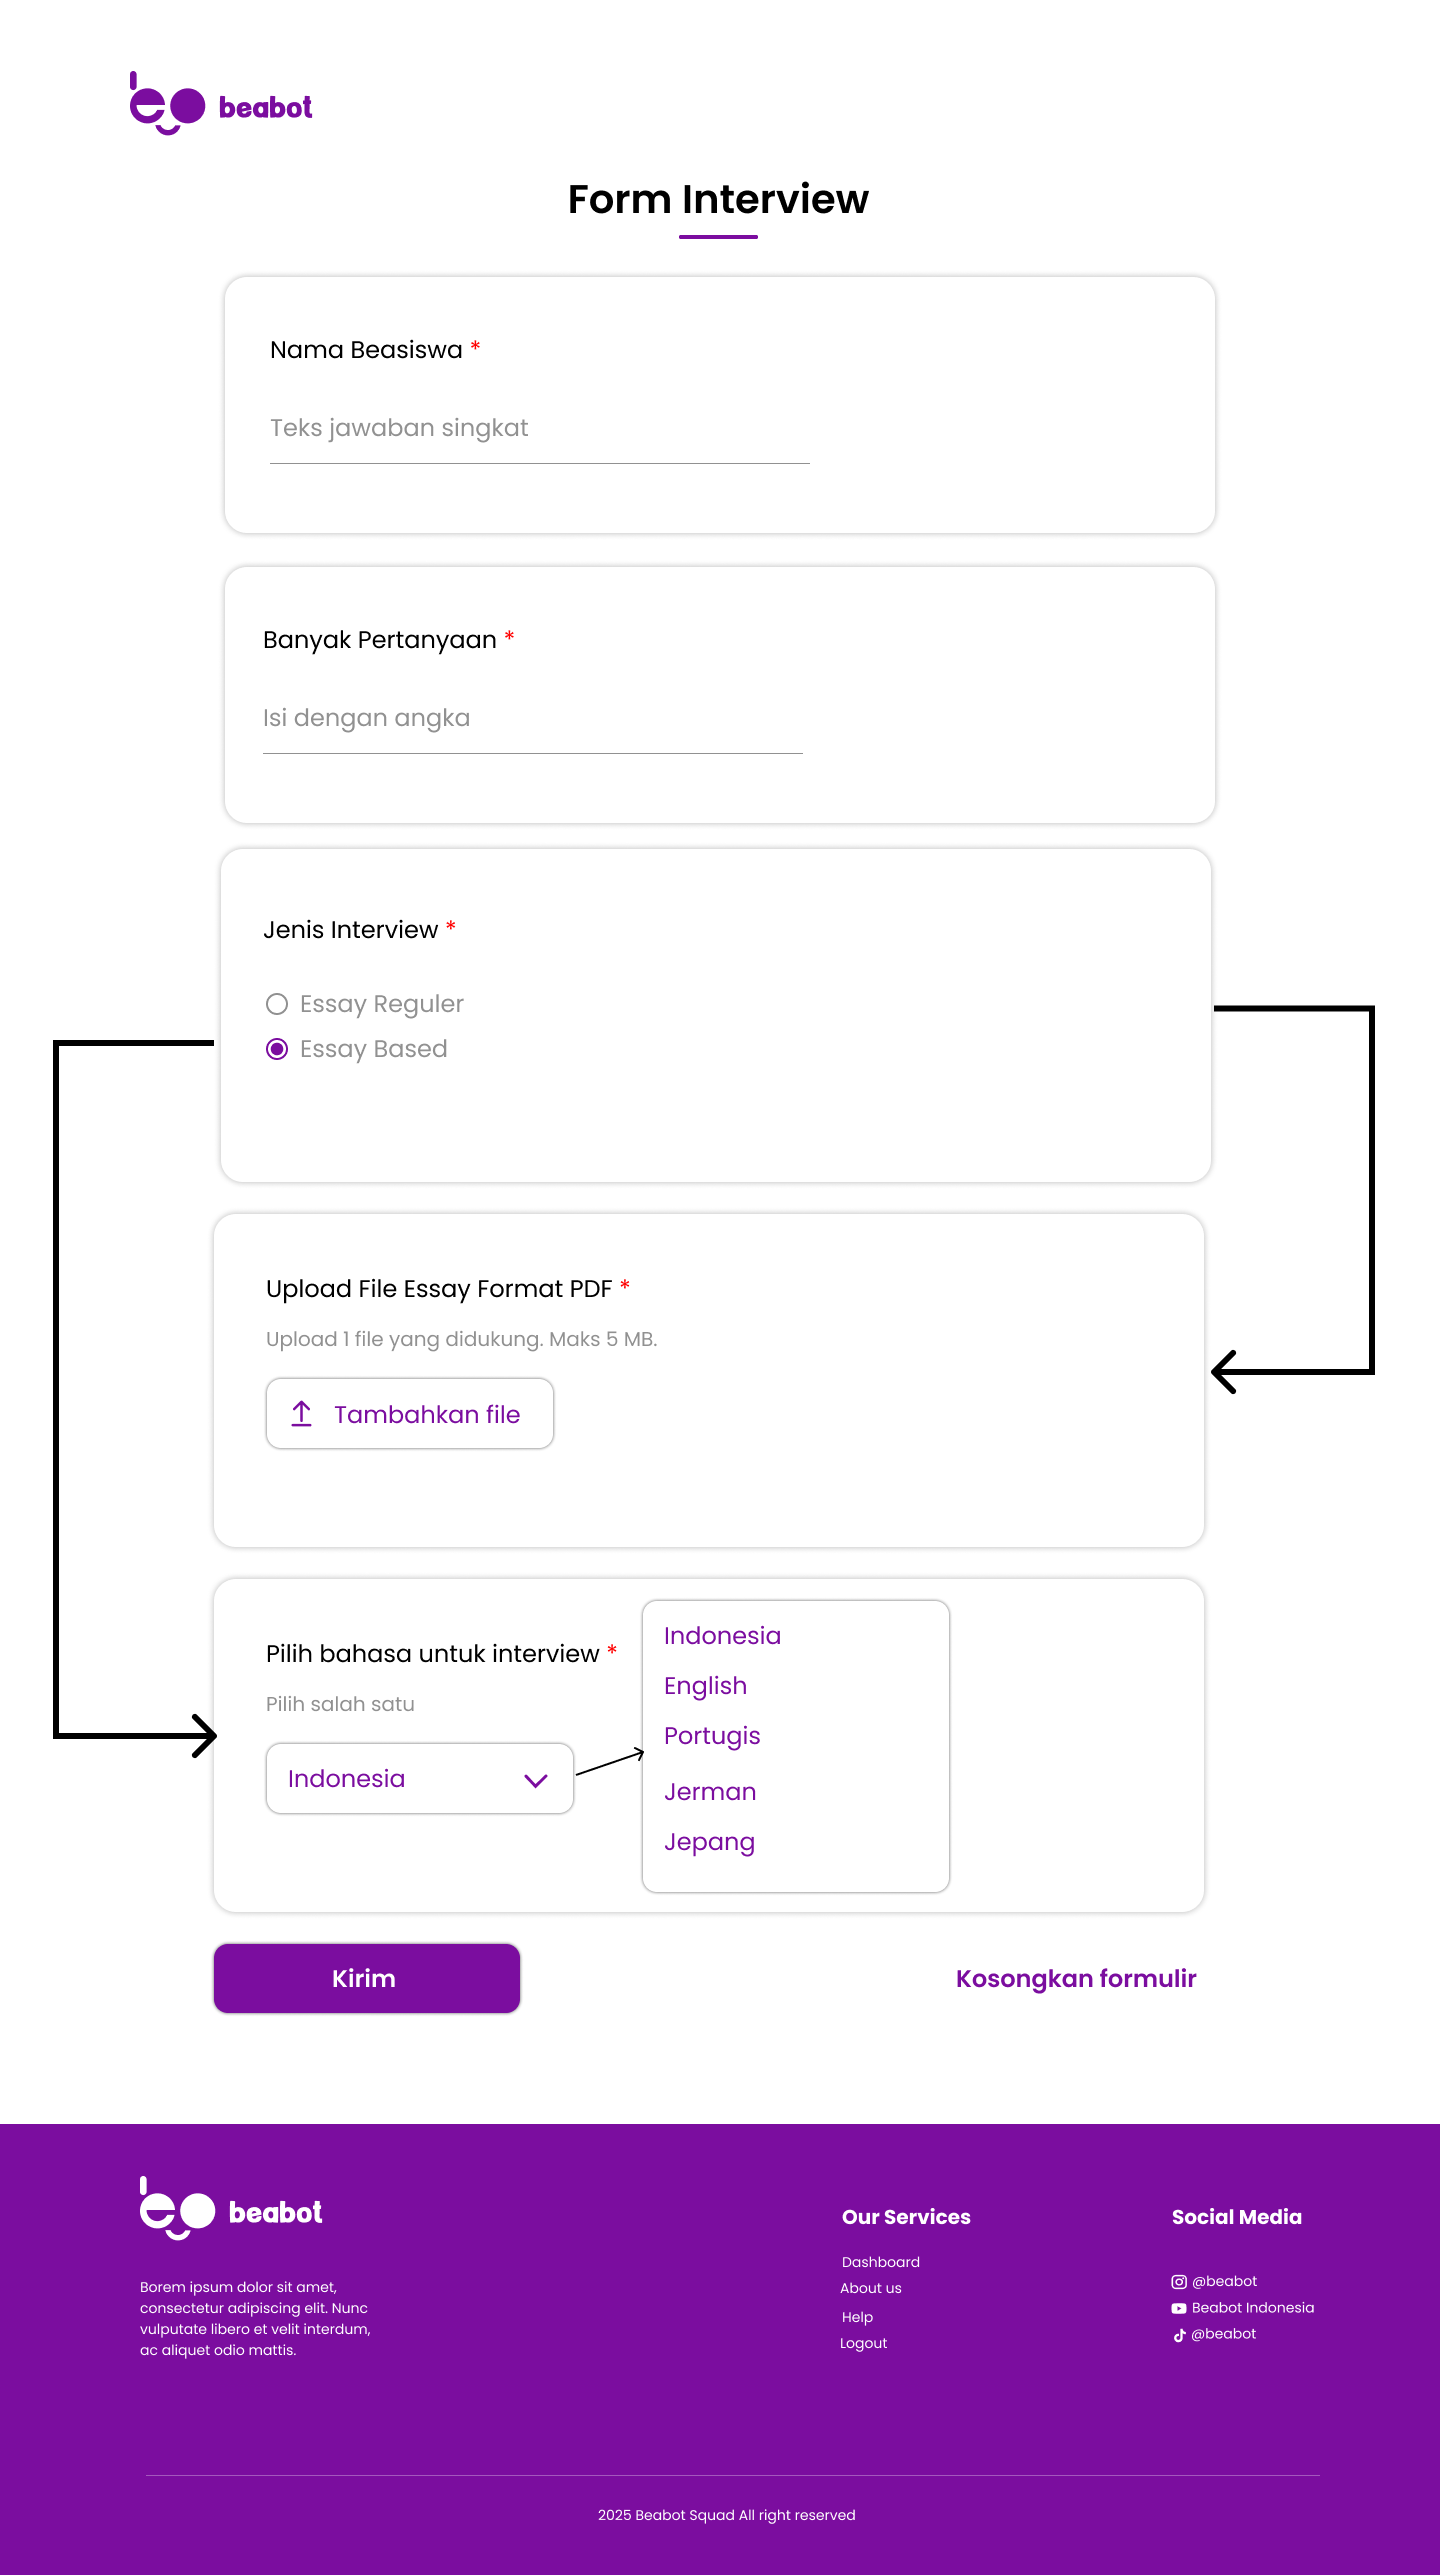 beabot
Form Interview
Nama Beasiswa *
Teks jawaban singkat
Banyak Pertanyaan *
Isi dengan angka
Jenis Interview *
Essay Reguler
Essay Based
Upload File Essay Format PDF *
Upload 1 file yang didukung. Maks 5 MB.
Tambahkan file
Pilih bahasa untuk interview *
Pilih salah satu
Indonesia
Indonesia
English
Portugis
Jerman
Jepang
Kirim
Kosongkan formulir
beabot
Borem ipsum dolor sit amet,
consectetur adipiscing elit. Nunc
vulputate libero et velit interdum,
ac aliquet odio mattis.
Our Services
Dashboard
About us
Help
Logout
Social Media
@beabot
Beabot Indonesia
@beabot
2025 Beabot Squad All right reserved